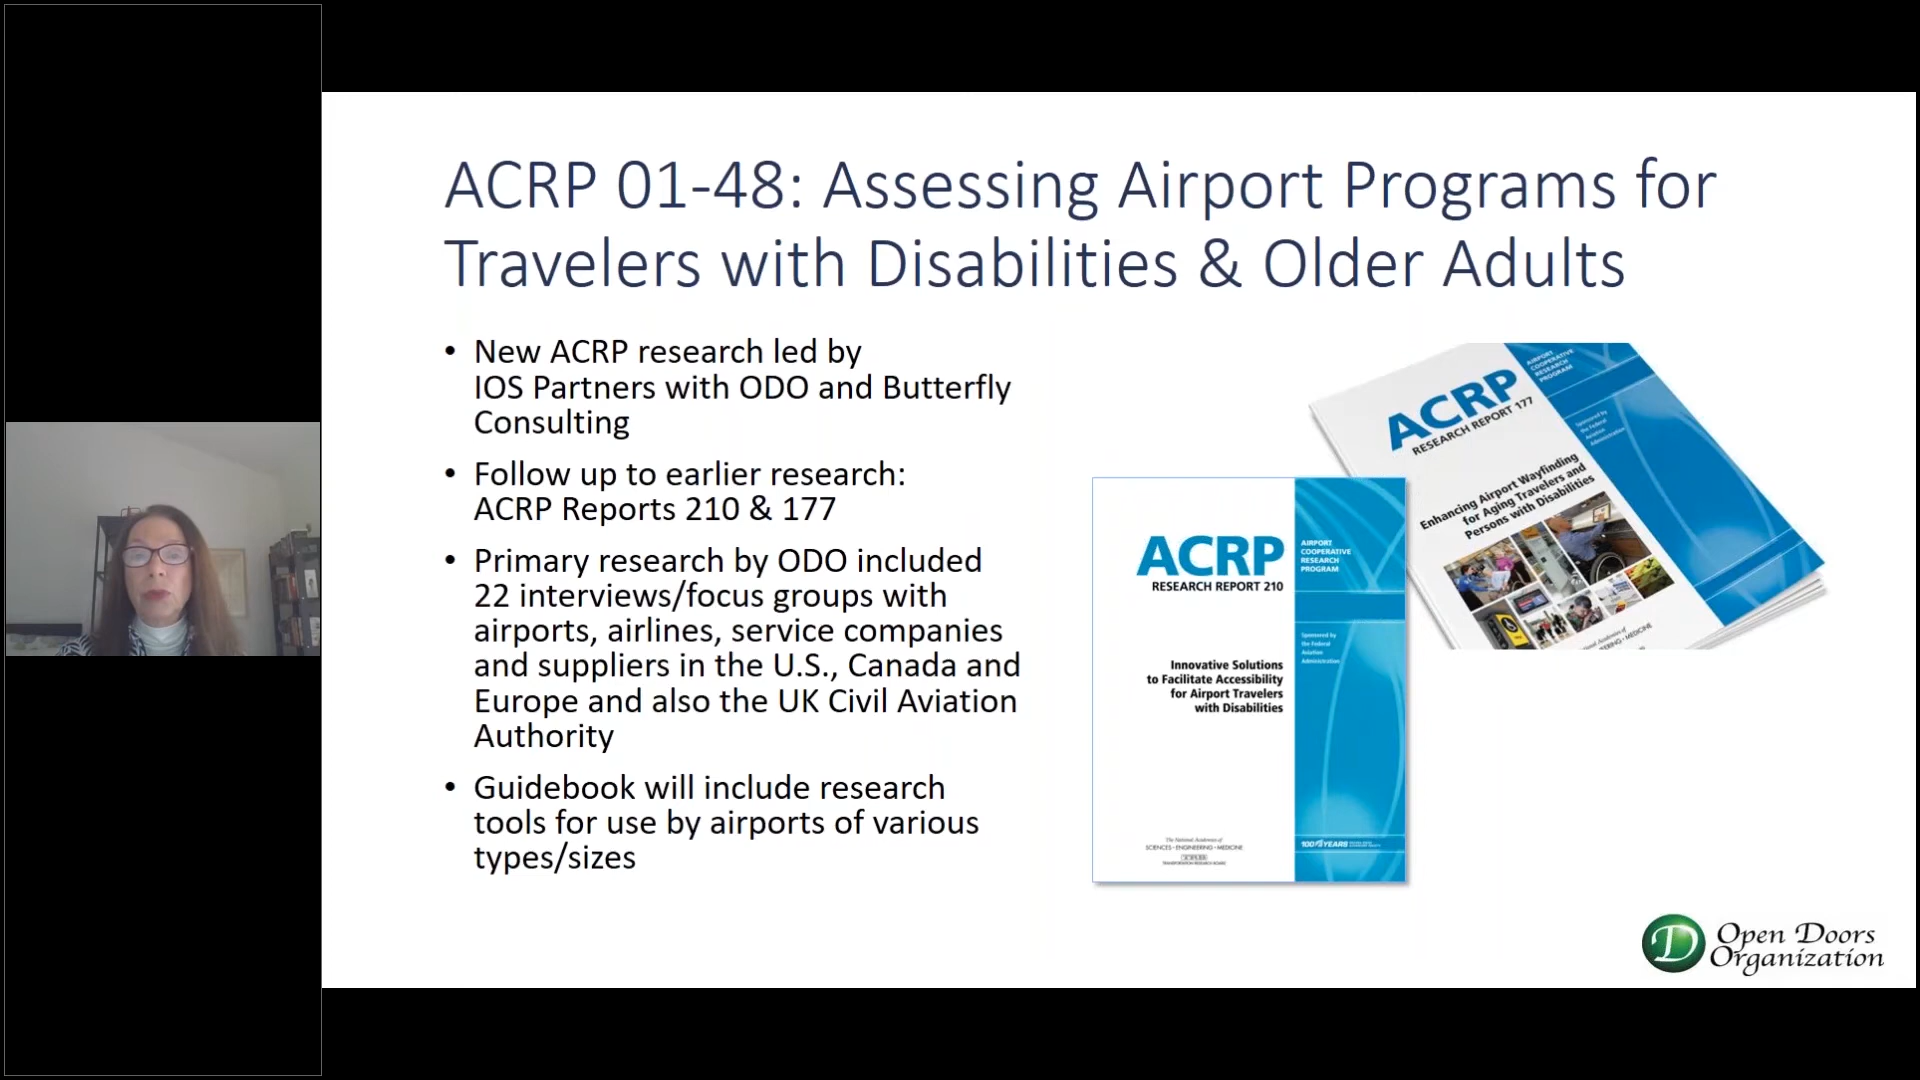 ACRP 01-48: Assessing Airport Programs for
Travelers with Disabilities & Older Adults
• New ACRP research led by
IOS Partners with ODO and Butterfly
Consulting
• Follow up to earlier research:
ACRP Reports 210 & 177
• Primary research by ODO included
22 interviews/focus groups with
airports, airlines, service companies
and suppliers in the U.S., Canada and
Europe and also the UK Civil Aviation
Authority
• Guidebook will include research
tools for use by airports of various
types/sizes
ACRP
RESEARCH REPORT 177
AIRPORT
COOPERATIVE
RESEARCH
PROGRAM
Sponsored by
the Federal
Aviation
Administration
Enhancing Airport Wayfinding
for Aging Travelers and
Persons with Disabilities
ACRP
RESEARCH REPORT 210
AIRPORT
COOPERATIVE
RESEARCH
PROGRAM
Sponsored by
the Federal
Aviation
Administration
Innovative Solutions
to Facilitate Accessibility
for Airport Travelers
with Disabilities
The National Academies of
SCIENCES • ENGINEERING • MEDICINE
TRANSPORTATION RESEARCH BOARD
100 YEARS
Open Doors
Organization